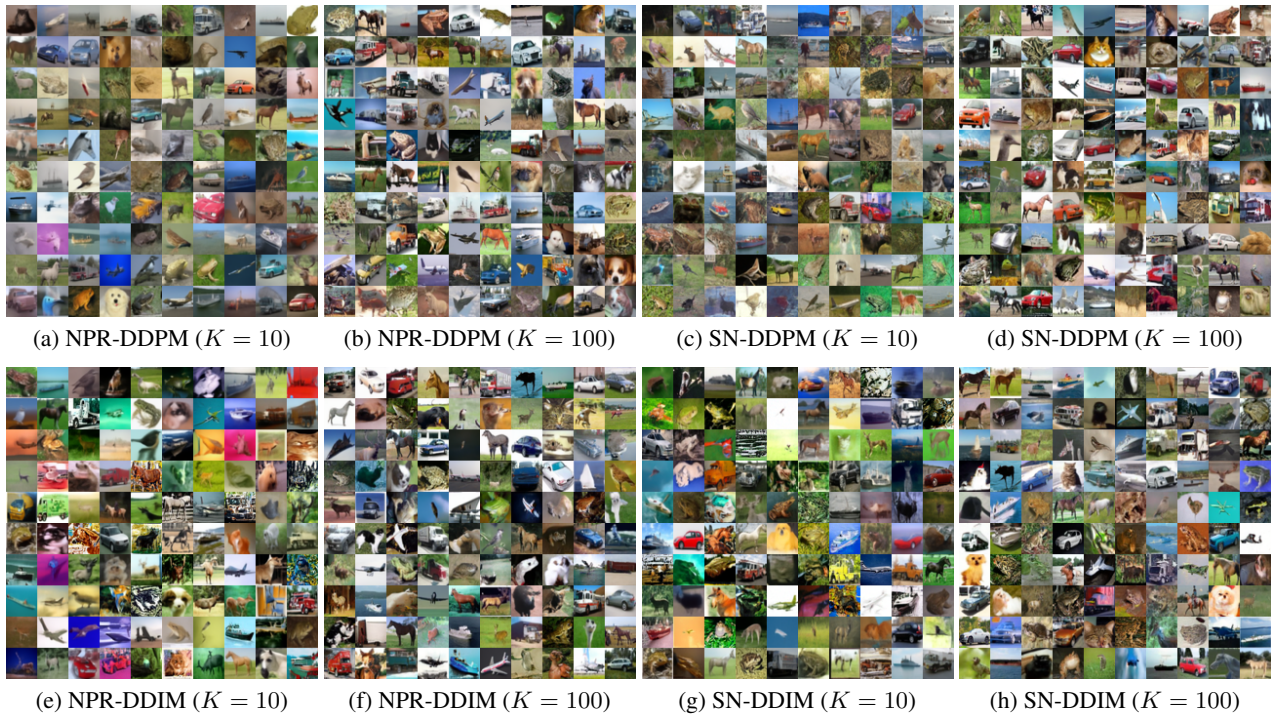 (a) NPR-DDPM (K = 10) (b) NPR-DDPM (K = 100) (c) SN-DDPM (K = 10) (d) SN-DDPM (K = 100)
(e) NPR-DDIM (K = 10) (f) NPR-DDIM (K = 100) (g) SN-DDIM (K = 10) (h) SN-DDIM (K = 100)